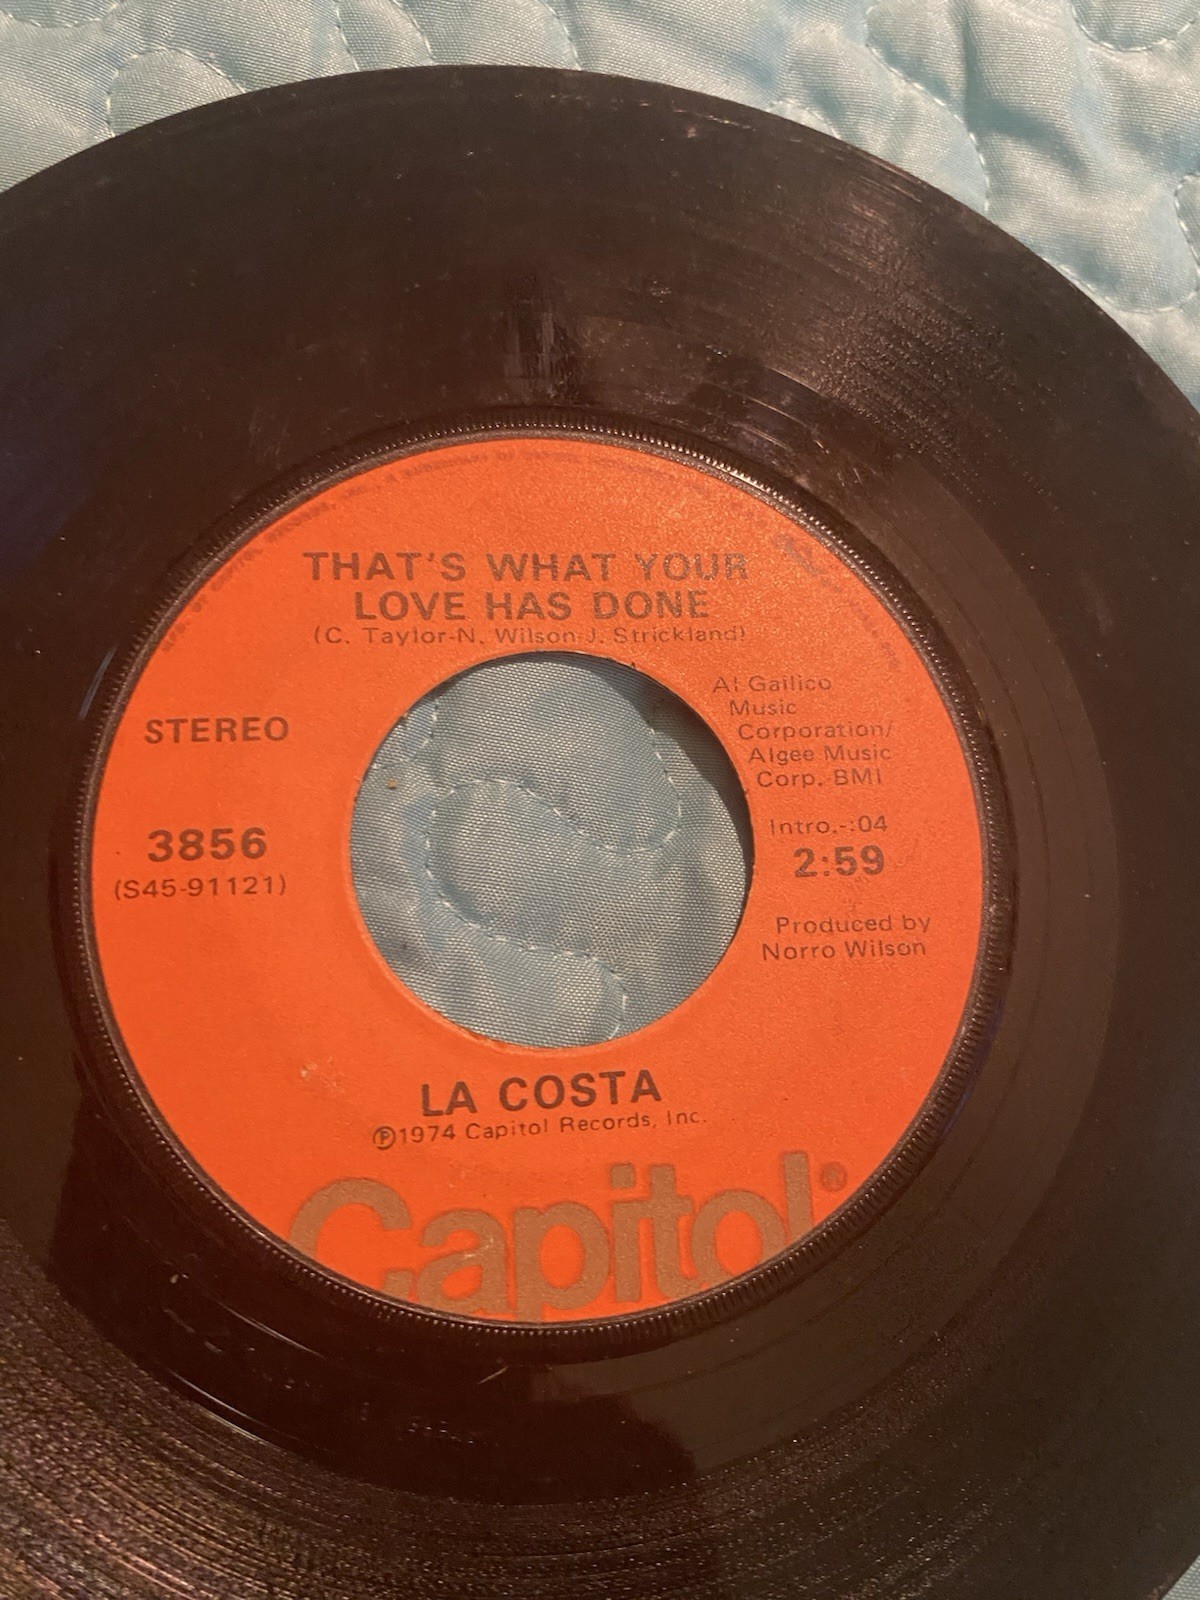 THAT'S WHAT YOUR
LOVE HAS DONE
(C. Taylor-N. Wilson-J. Strickland)
STEREO
3856
(S45-91121)
Al Gallico
Music
Corporation/
Algee Music
Corp. BMI
Intro.-:04
2:59
Produced by
Norro Wilson
LA COSTA
℗1974 Capitol Records, Inc.
Capitol®